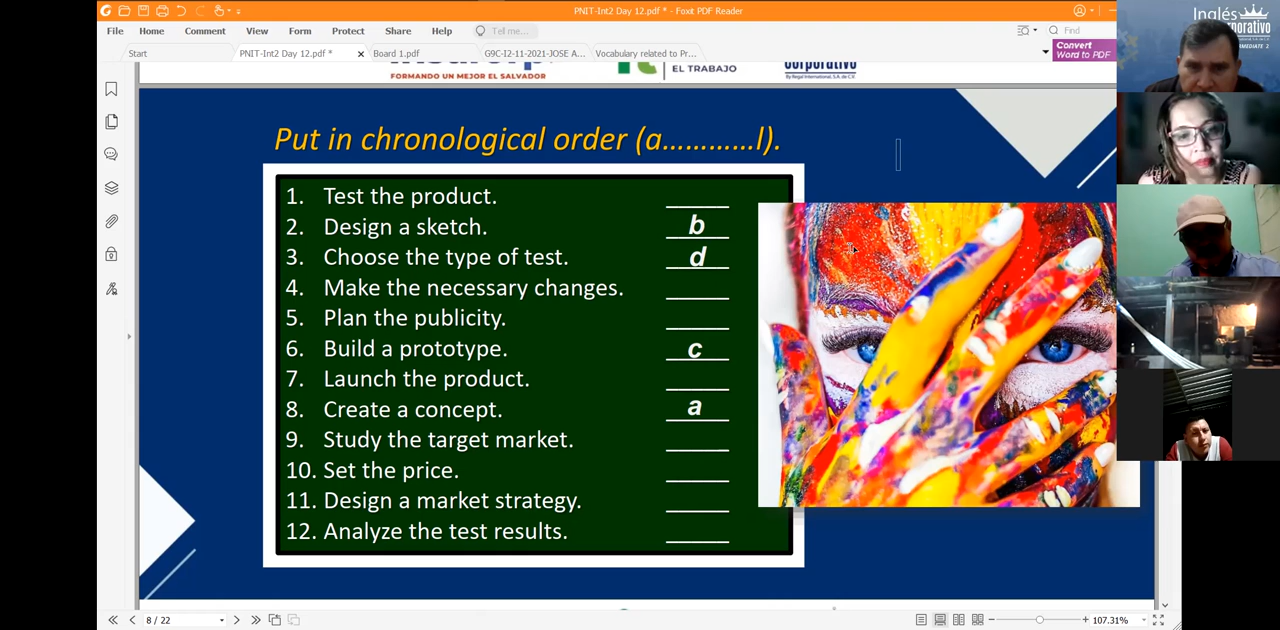 PNIT-Int2 Day 12.pdf * - Foxit PDF Reader
File Home Comment View Form Protect Share Help Tell me... Find
Convert
Word to PDF
Start PNIT-Int2 Day 12.pdf * Board 1.pdf G9C-I2-11-2021-JOSE A... Vocabulary related to Pr...
Inglés
FORMANDO UN MEJOR EL SALVADOR
EL TRABAJO
Put in chronological order (a............l).
1. Test the product.
2. Design a sketch. b
3. Choose the type of test. d
4. Make the necessary changes.
5. Plan the publicity.
6. Build a prototype. c
7. Launch the product.
8. Create a concept. a
9. Study the target market.
10. Set the price.
11. Design a market strategy.
12. Analyze the test results.
8 / 22
107.31%